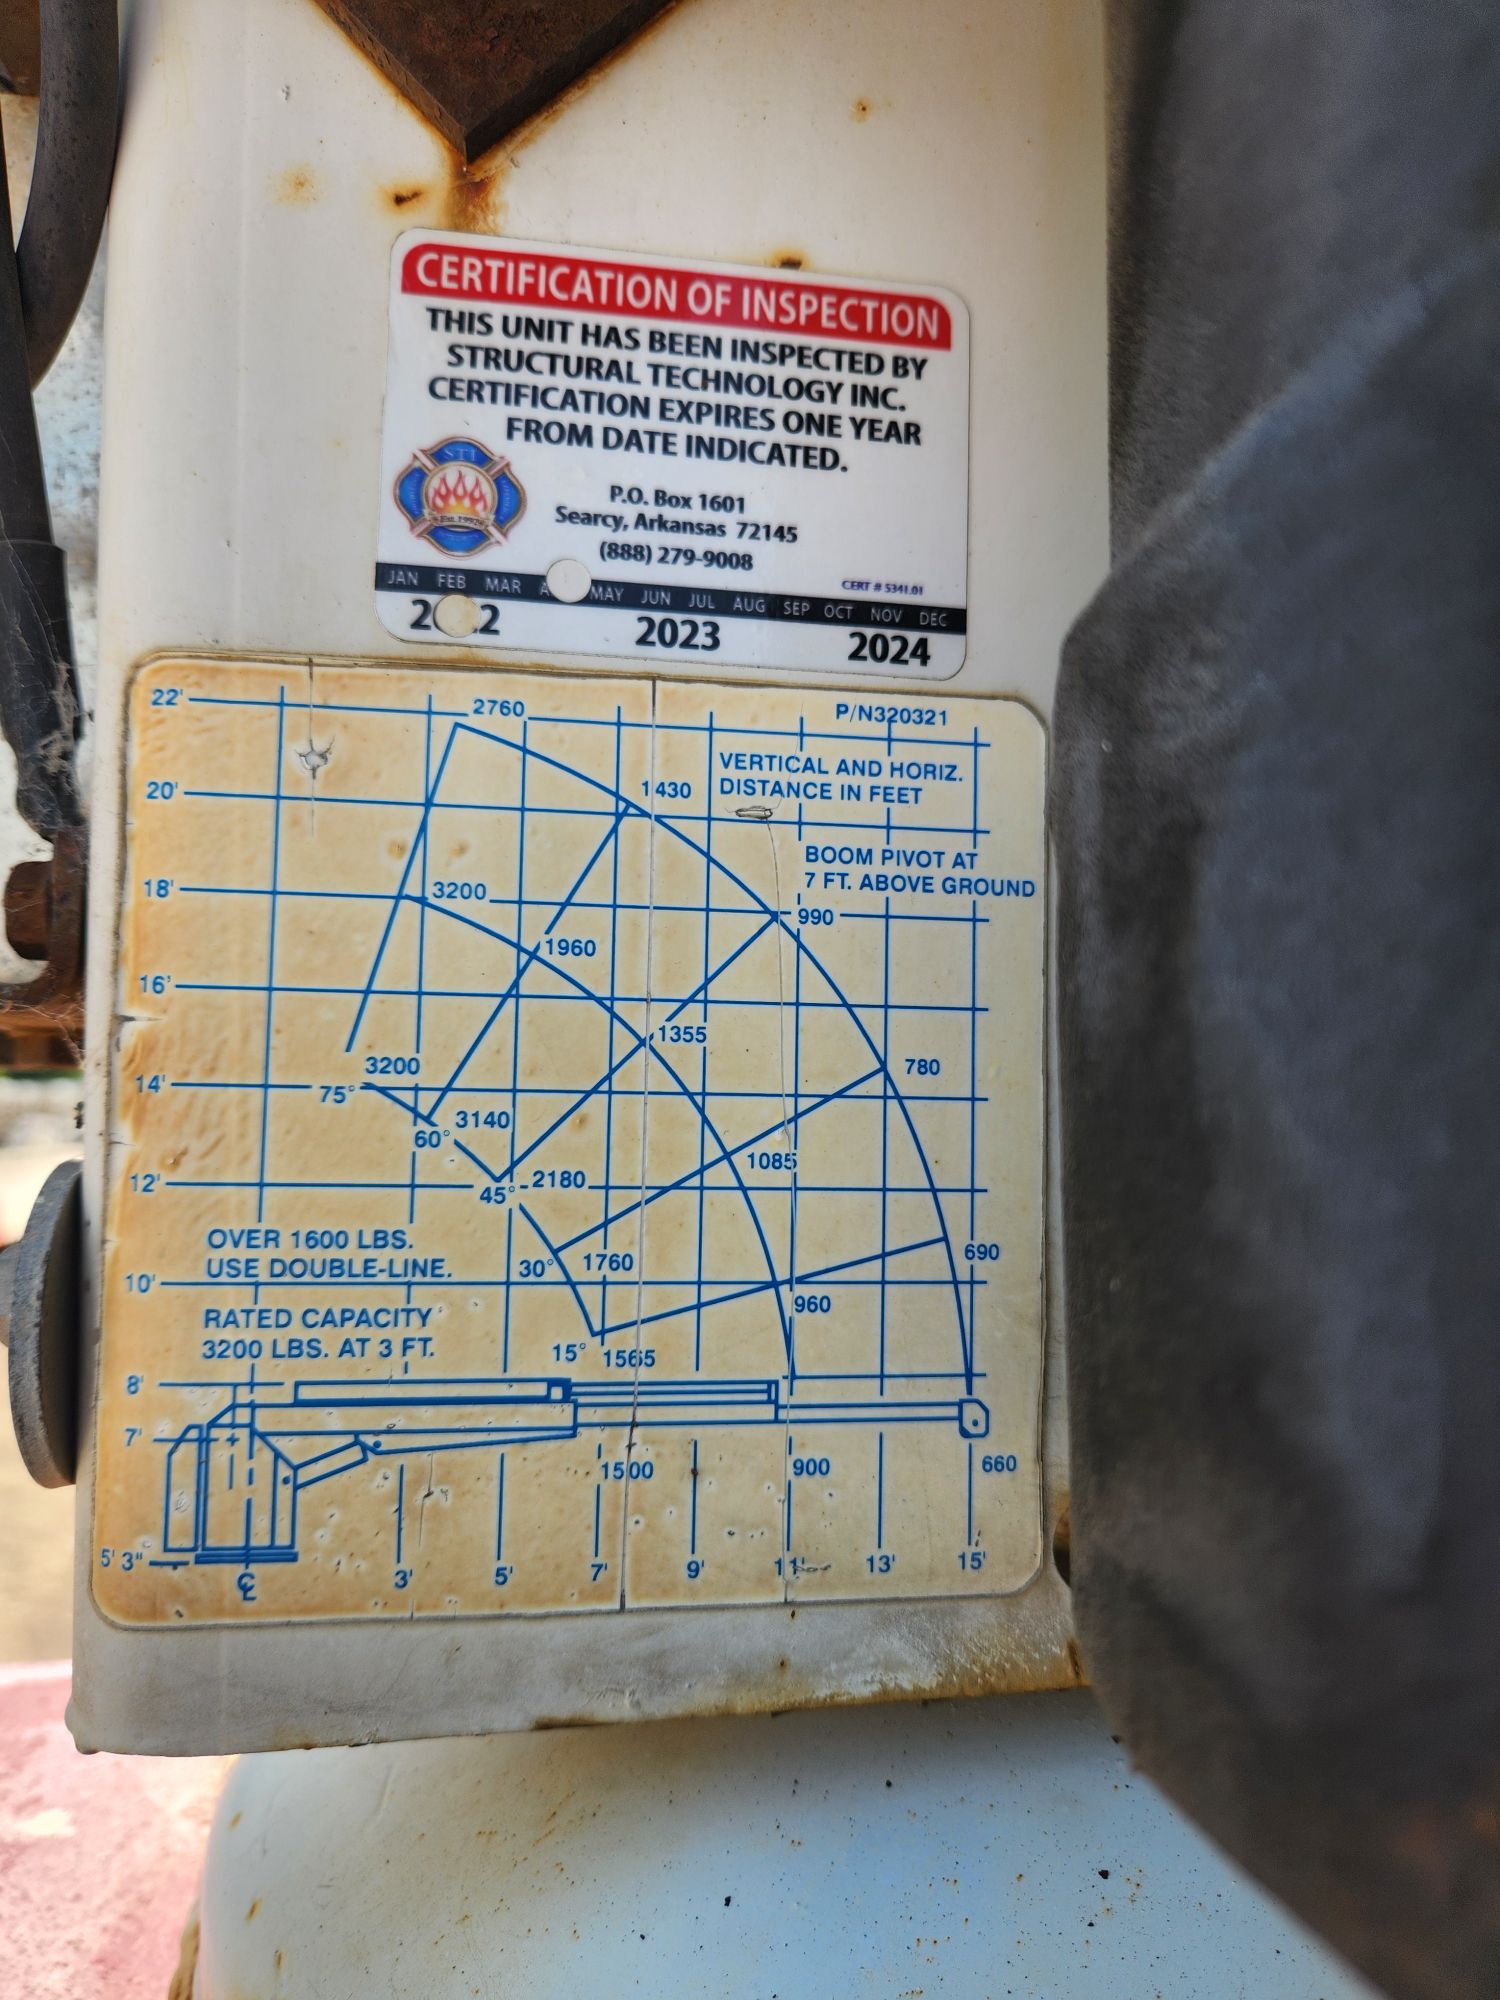 CERTIFICATION OF INSPECTION
THIS UNIT HAS BEEN INSPECTED BY
STRUCTURAL TECHNOLOGY INC.
CERTIFICATION EXPIRES ONE YEAR
FROM DATE INDICATED.
STI
P.O. Box 1601
Searcy, Arkansas 72145
(888) 279-9008
CERT # 5341.01
JAN FEB MAR MAY JUN JUL AUG SEP OCT NOV DEC
2023 2024
22' 2760 P/N320321
VERTICAL AND HORIZ.
DISTANCE IN FEET
20' 1430
BOOM PIVOT AT
7 FT. ABOVE GROUND
18' 3200 990
1960
16'
1355
3200 780
14' 75°
3140
60°
1085
12' 45° 2180
OVER 1600 LBS.
USE DOUBLE-LINE.
30° 1760 690
10'
RATED CAPACITY
3200 LBS. AT 3 FT.
960
15° 1565
8'
7'
1500 900 660
5' 3" ℄ 3' 5' 7' 9' 11' 13' 15'